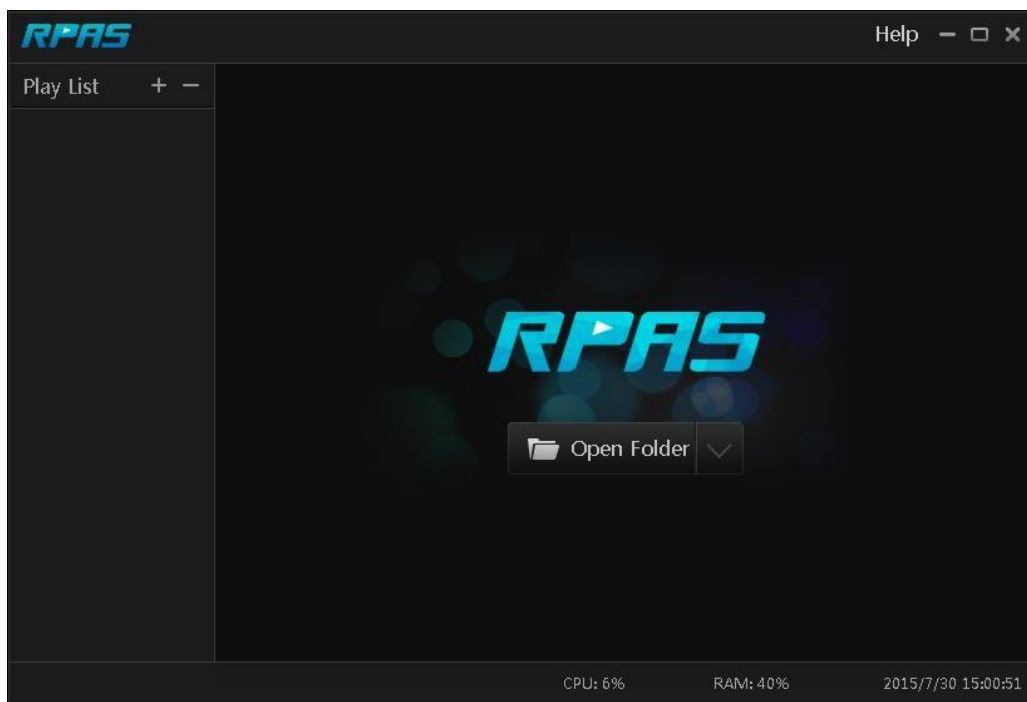 RPAS Help
Play List + −
RPAS
Open Folder
CPU: 6% RAM: 40% 2015/7/30 15:00:51